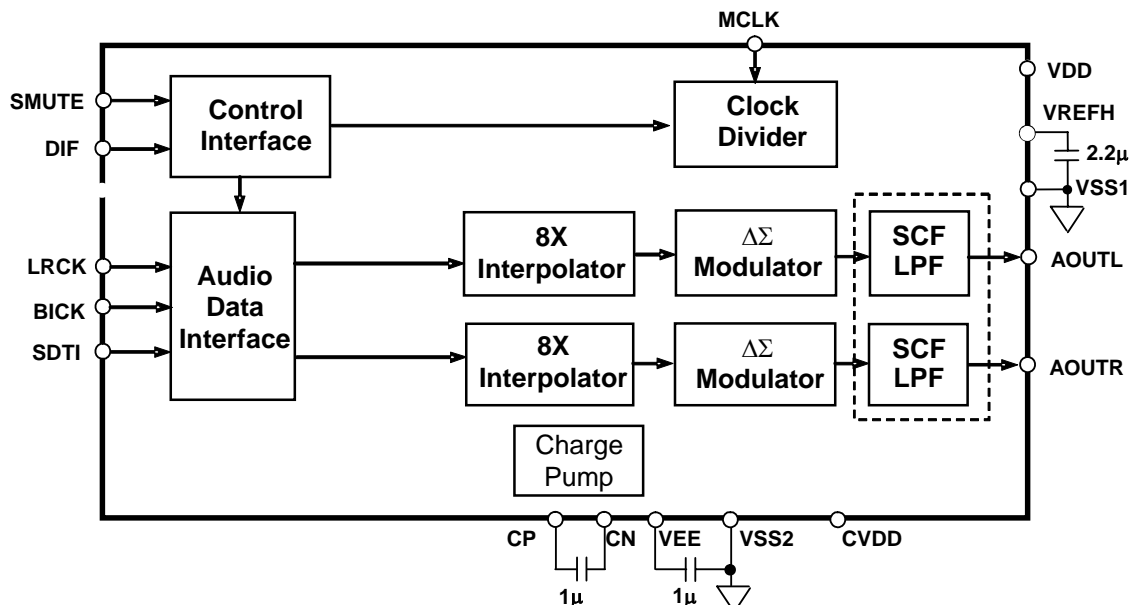 MCLK
VDD
SMUTE
Control
Interface
Clock
Divider
VREFH
DIF
2.2μ
VSS1
8X
Interpolator
ΔΣ
Modulator
SCF
LPF
LRCK
Audio
Data
Interface
AOUTL
BICK
SDTI
8X
Interpolator
ΔΣ
Modulator
SCF
LPF
AOUTR
Charge
Pump
CP
CN
VEE
VSS2
CVDD
1μ
1μ